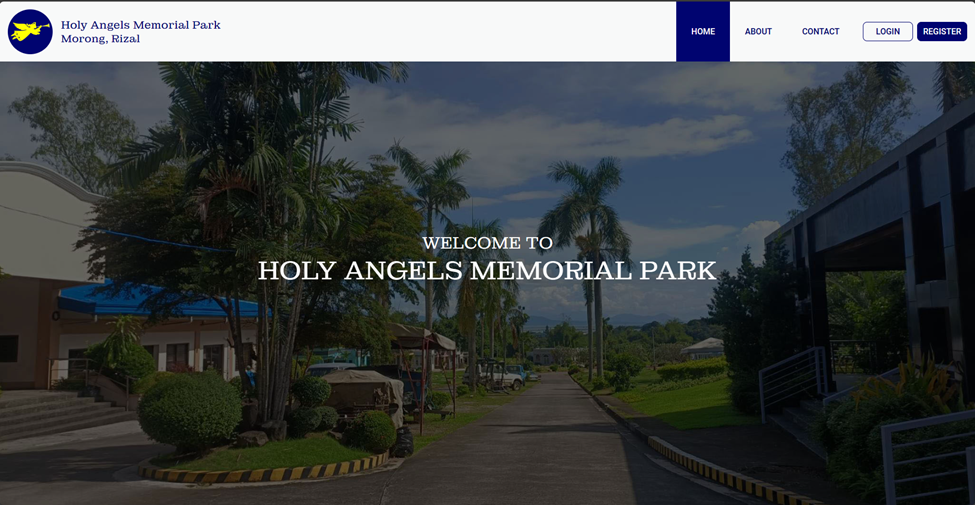 Holy Angels Memorial Park
Morong, Rizal
HOME
ABOUT
CONTACT
LOGIN
REGISTER
WELCOME TO
HOLY ANGELS MEMORIAL PARK